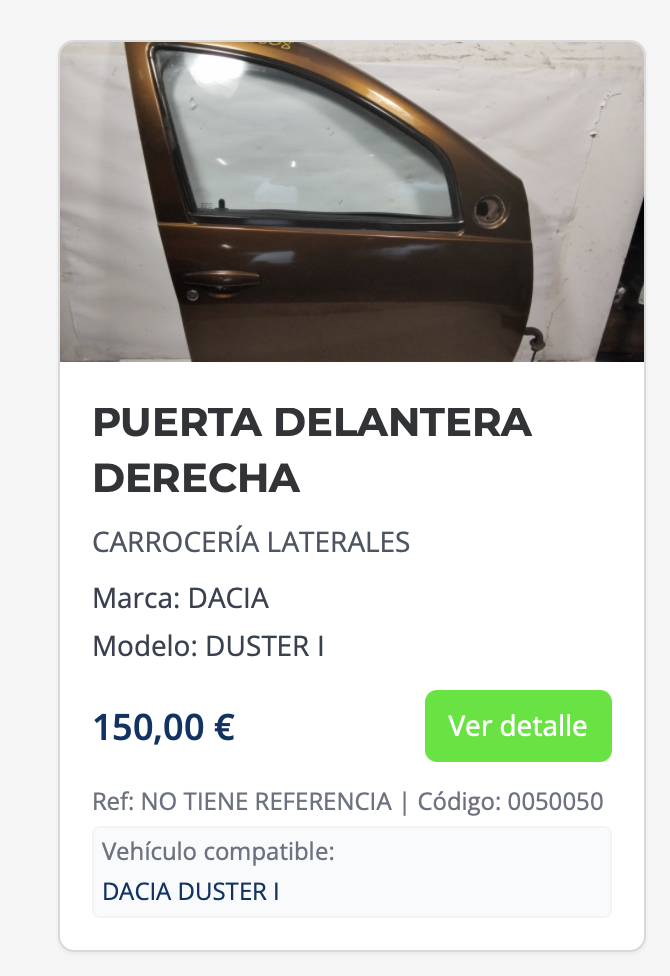 PUERTA DELANTERA
DERECHA
CARROCERÍA LATERALES
Marca: DACIA
Modelo: DUSTER I
150,00 €
Ver detalle
Ref: NO TIENE REFERENCIA | Código: 0050050
Vehículo compatible:
DACIA DUSTER I